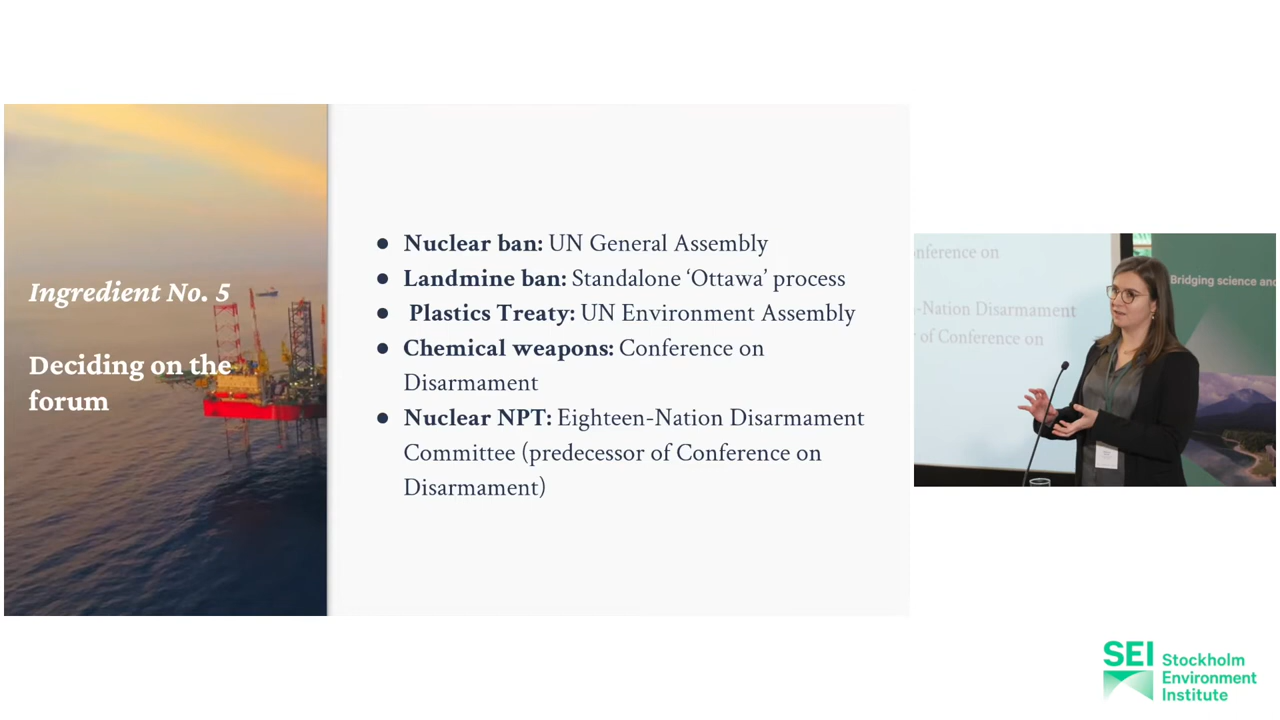 Ingredient No. 5
Deciding on the
forum
● Nuclear ban: UN General Assembly
● Landmine ban: Standalone ‘Ottawa’ process
● Plastics Treaty: UN Environment Assembly
● Chemical weapons: Conference on
Disarmament
● Nuclear NPT: Eighteen-Nation Disarmament
Committee (predecessor of Conference on
Disarmament)
nference on
-Nation Disarmament
r of Conference on
Bridging science and
SEI Stockholm
Environment
Institute